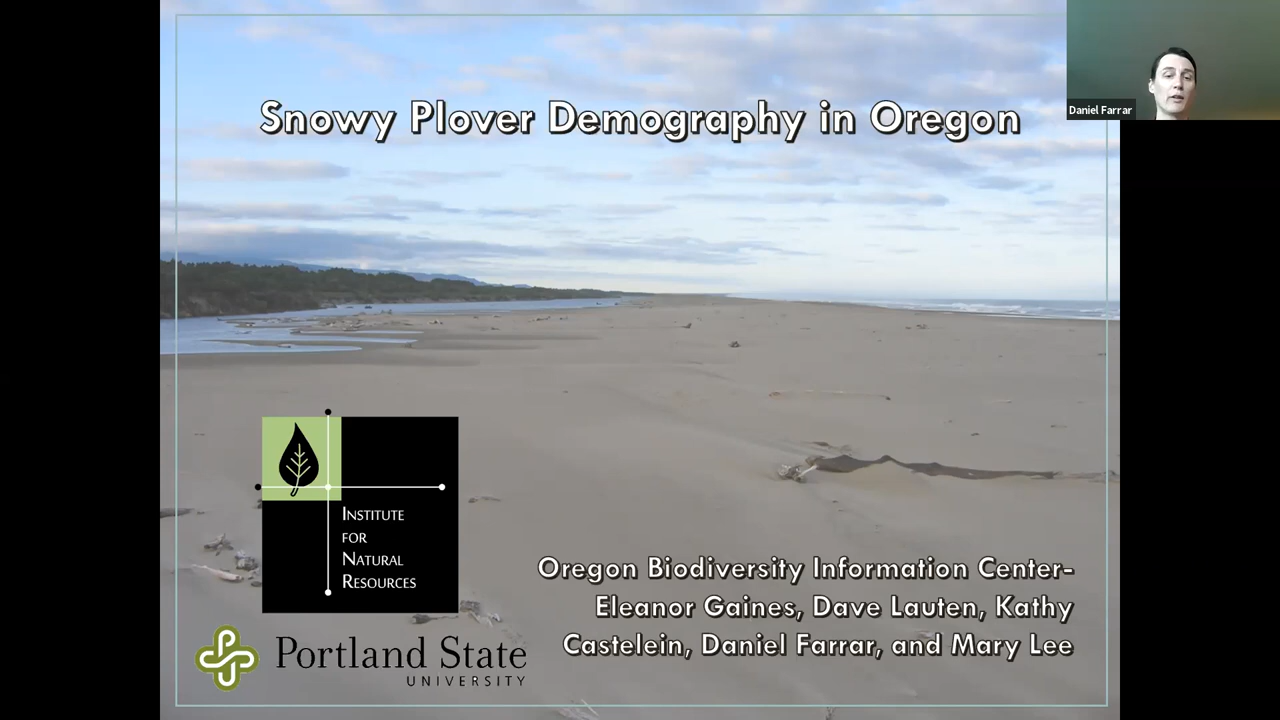 Snowy Plover Demography in Oregon
Daniel Farrar
INSTITUTE
FOR
NATURAL
RESOURCES
Oregon Biodiversity Information Center-
Eleanor Gaines, Dave Lauten, Kathy
Castelein, Daniel Farrar, and Mary Lee
Portland State
UNIVERSITY